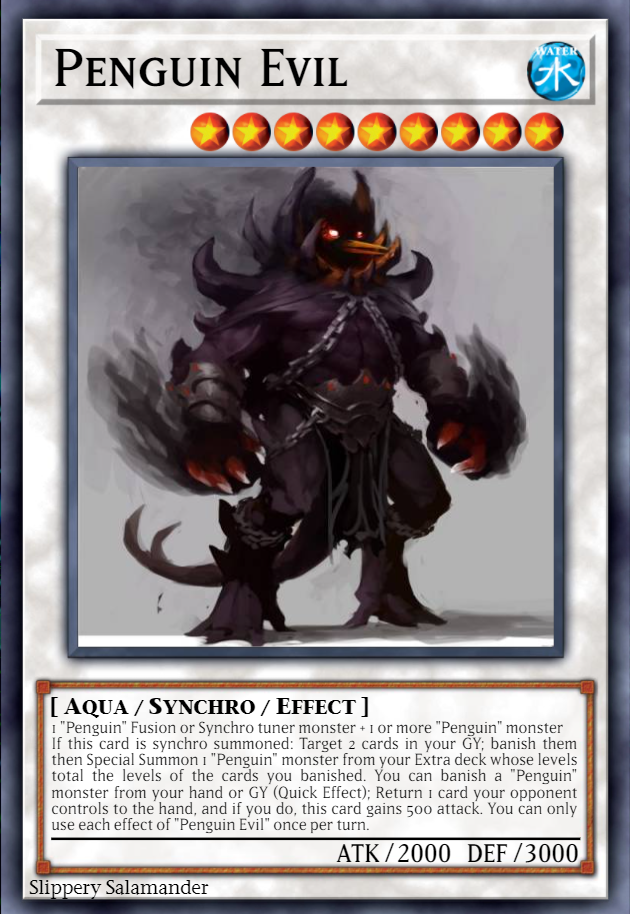 Penguin Evil
WATER
水
[ Aqua / Synchro / Effect ]
1 "Penguin" Fusion or Synchro tuner monster + 1 or more "Penguin" monster
If this card is synchro summoned: Target 2 cards in your GY; banish them
then Special Summon 1 "Penguin" monster from your Extra deck whose levels
total the levels of the cards you banished. You can banish a "Penguin"
monster from your hand or GY (Quick Effect); Return 1 card your opponent
controls to the hand, and if you do, this card gains 500 attack. You can only
use each effect of "Penguin Evil" once per turn.
ATK / 2000 DEF / 3000
Slippery Salamander